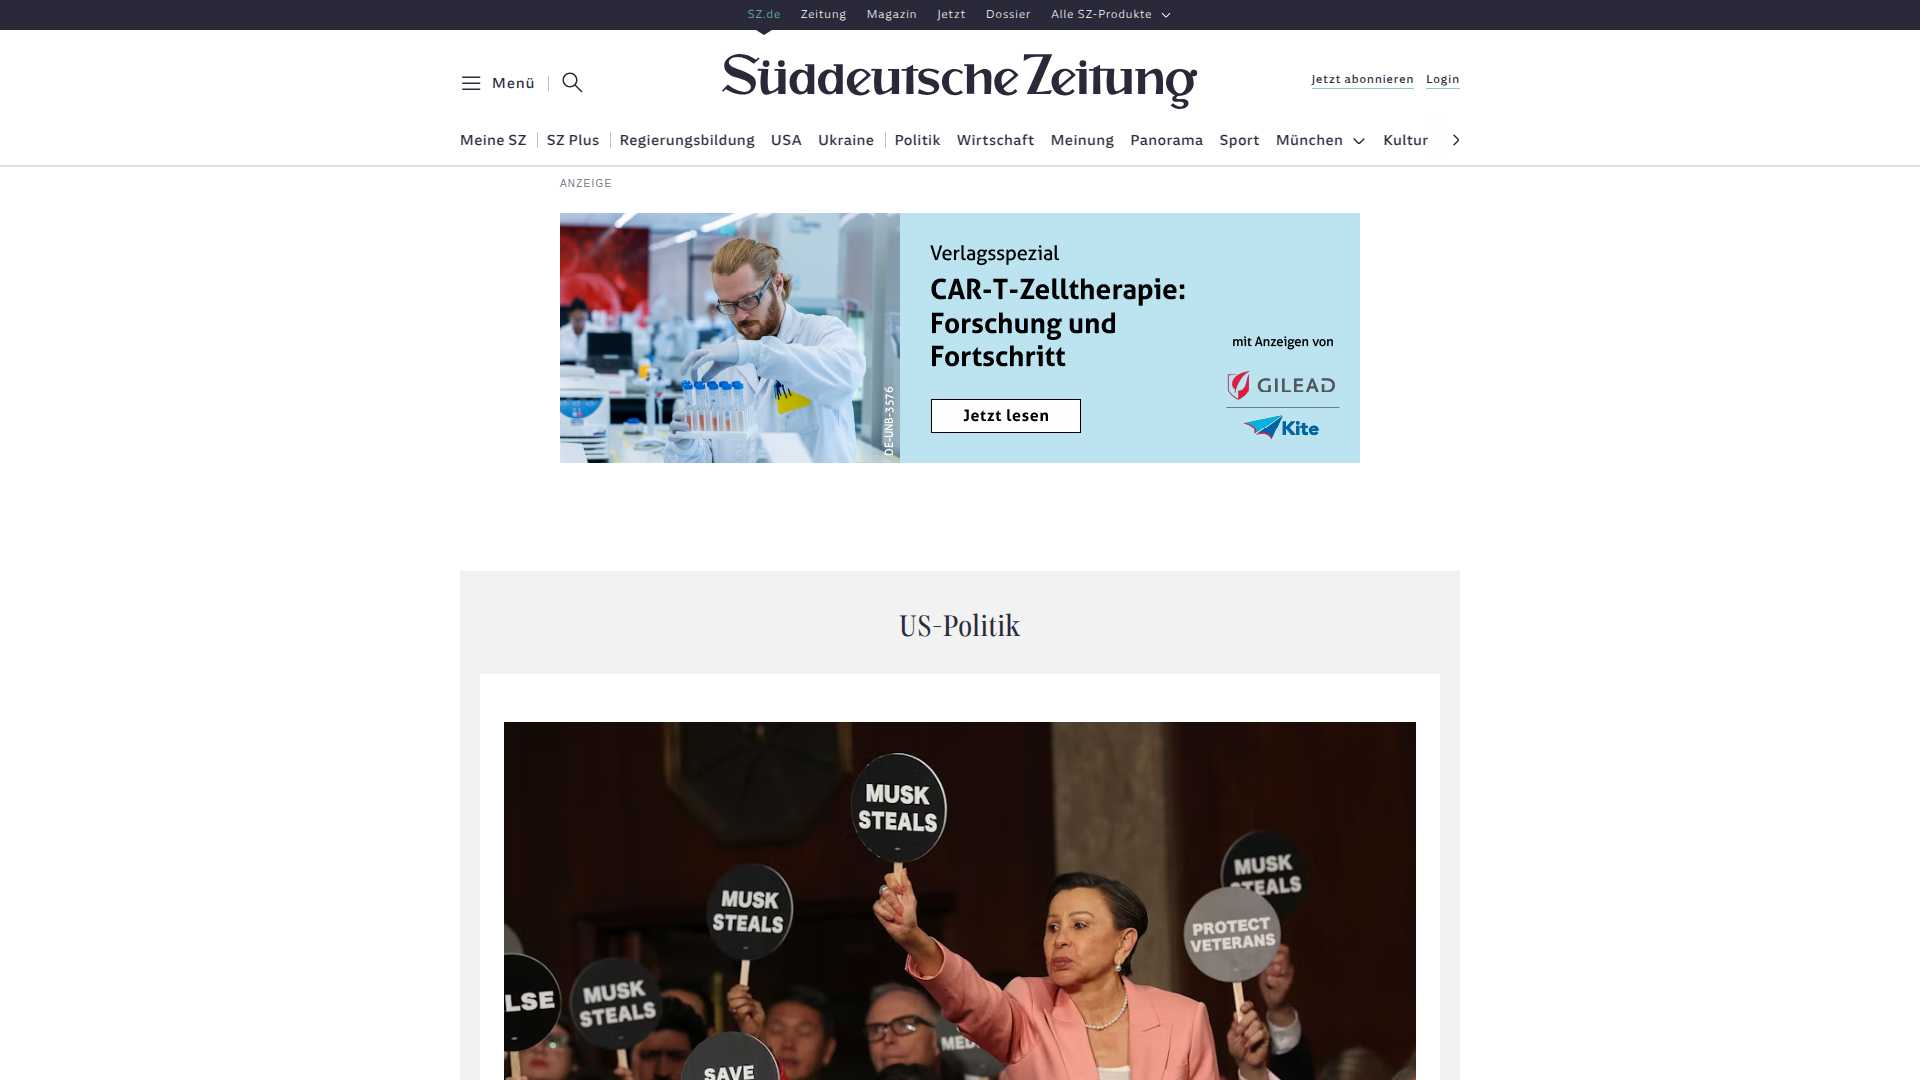 SZ.de Zeitung Magazin Jetzt Dossier Alle SZ-Produkte
Menü
Süddeutsche Zeitung
Jetzt abonnieren Login
Meine SZ SZ Plus Regierungsbildung USA Ukraine Politik Wirtschaft Meinung Panorama Sport München Kultur
ANZEIGE
Verlagsspezial
CAR-T-Zelltherapie:
Forschung und
Fortschritt
Jetzt lesen
mit Anzeigen von
GILEAD
Kite
DE-UNB-3576
US-Politik
MUSK
STEALS
MUSK
STEALS
MUSK
STEALS
PROTECT
VETERANS
LSE
MUSK
STEALS
SAVE
MED